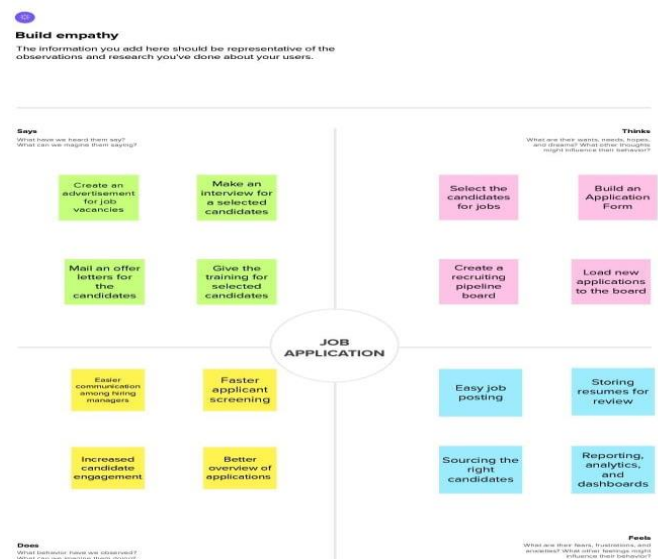 Build empathy
The information you add here should be representative of the
observations and research you've done about your users.
Says
What have we heard them say?
What can we imagine them saying?
Thinks
What are their wants, needs, hopes,
and dreams? What other thoughts
might influence their behavior?
Create an
advertisement
for job
vacancies
Make an
interview for
a selected
candidates
Select the
candidates
for jobs
Build an
Application
Form
Mail an offer
letters for
the
candidates
Give the
training for
selected
candidates
Create a
recruiting
pipeline
board
Load new
applications
to the board
JOB
APPLICATION
Easier
communication
among hiring
managers
Faster
applicant
screening
Easy job
posting
Storing
resumes for
review
Increased
candidate
engagement
Better
overview of
applications
Sourcing the
right
candidates
Reporting,
analytics,
and
dashboards
Does
What behavior have we observed?
What can we imagine them doing?
Feels
What are their fears, frustrations, and
anxieties? What other feelings might
influence their behavior?